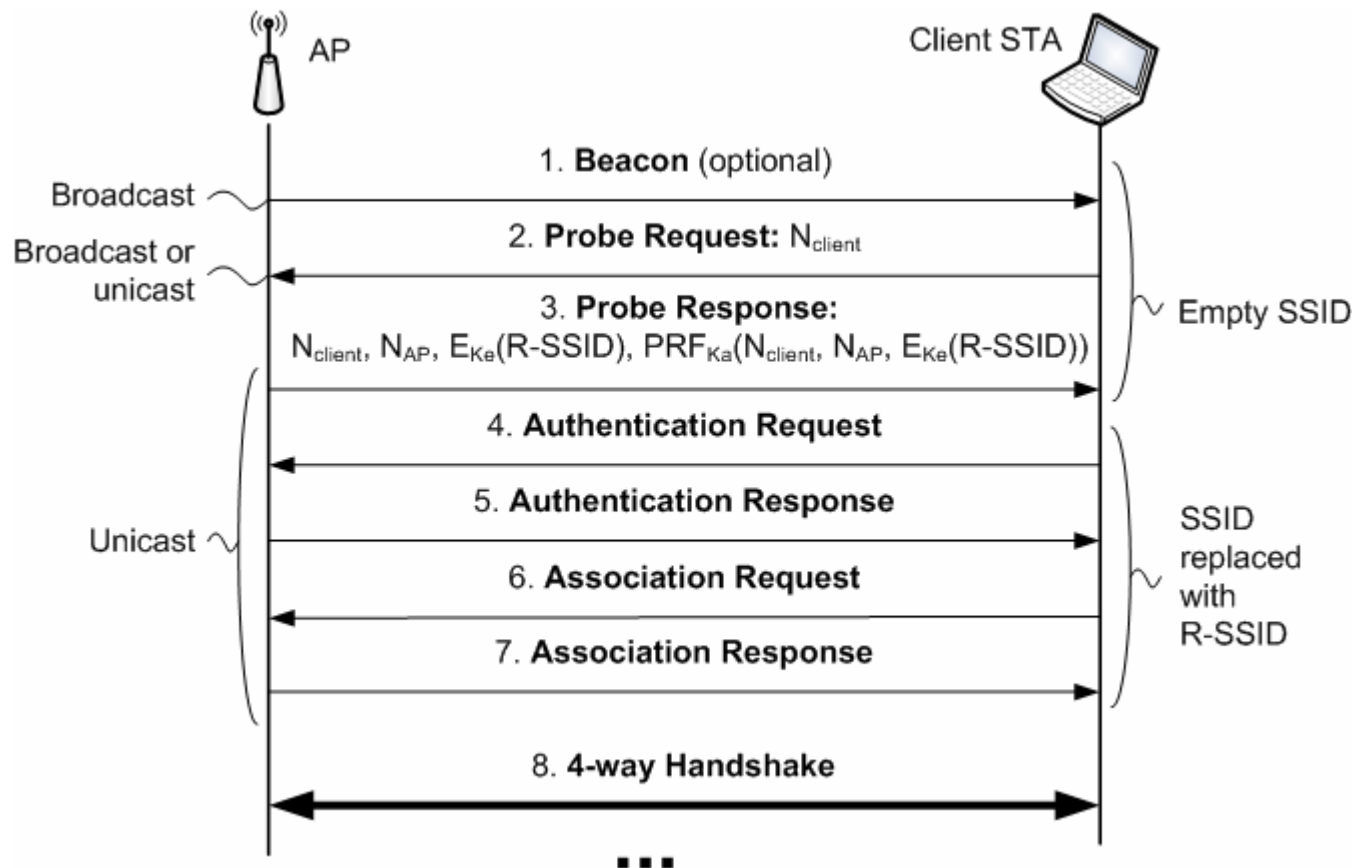 AP
Client STA
1. Beacon (optional)
Broadcast
2. Probe Request: Nclient
Broadcast or
unicast
3. Probe Response:
Nclient, NAP, EKe(R-SSID), PRFKa(Nclient, NAP, EKe(R-SSID))
Empty SSID
4. Authentication Request
5. Authentication Response
Unicast
6. Association Request
7. Association Response
SSID
replaced
with
R-SSID
8. 4-way Handshake
...